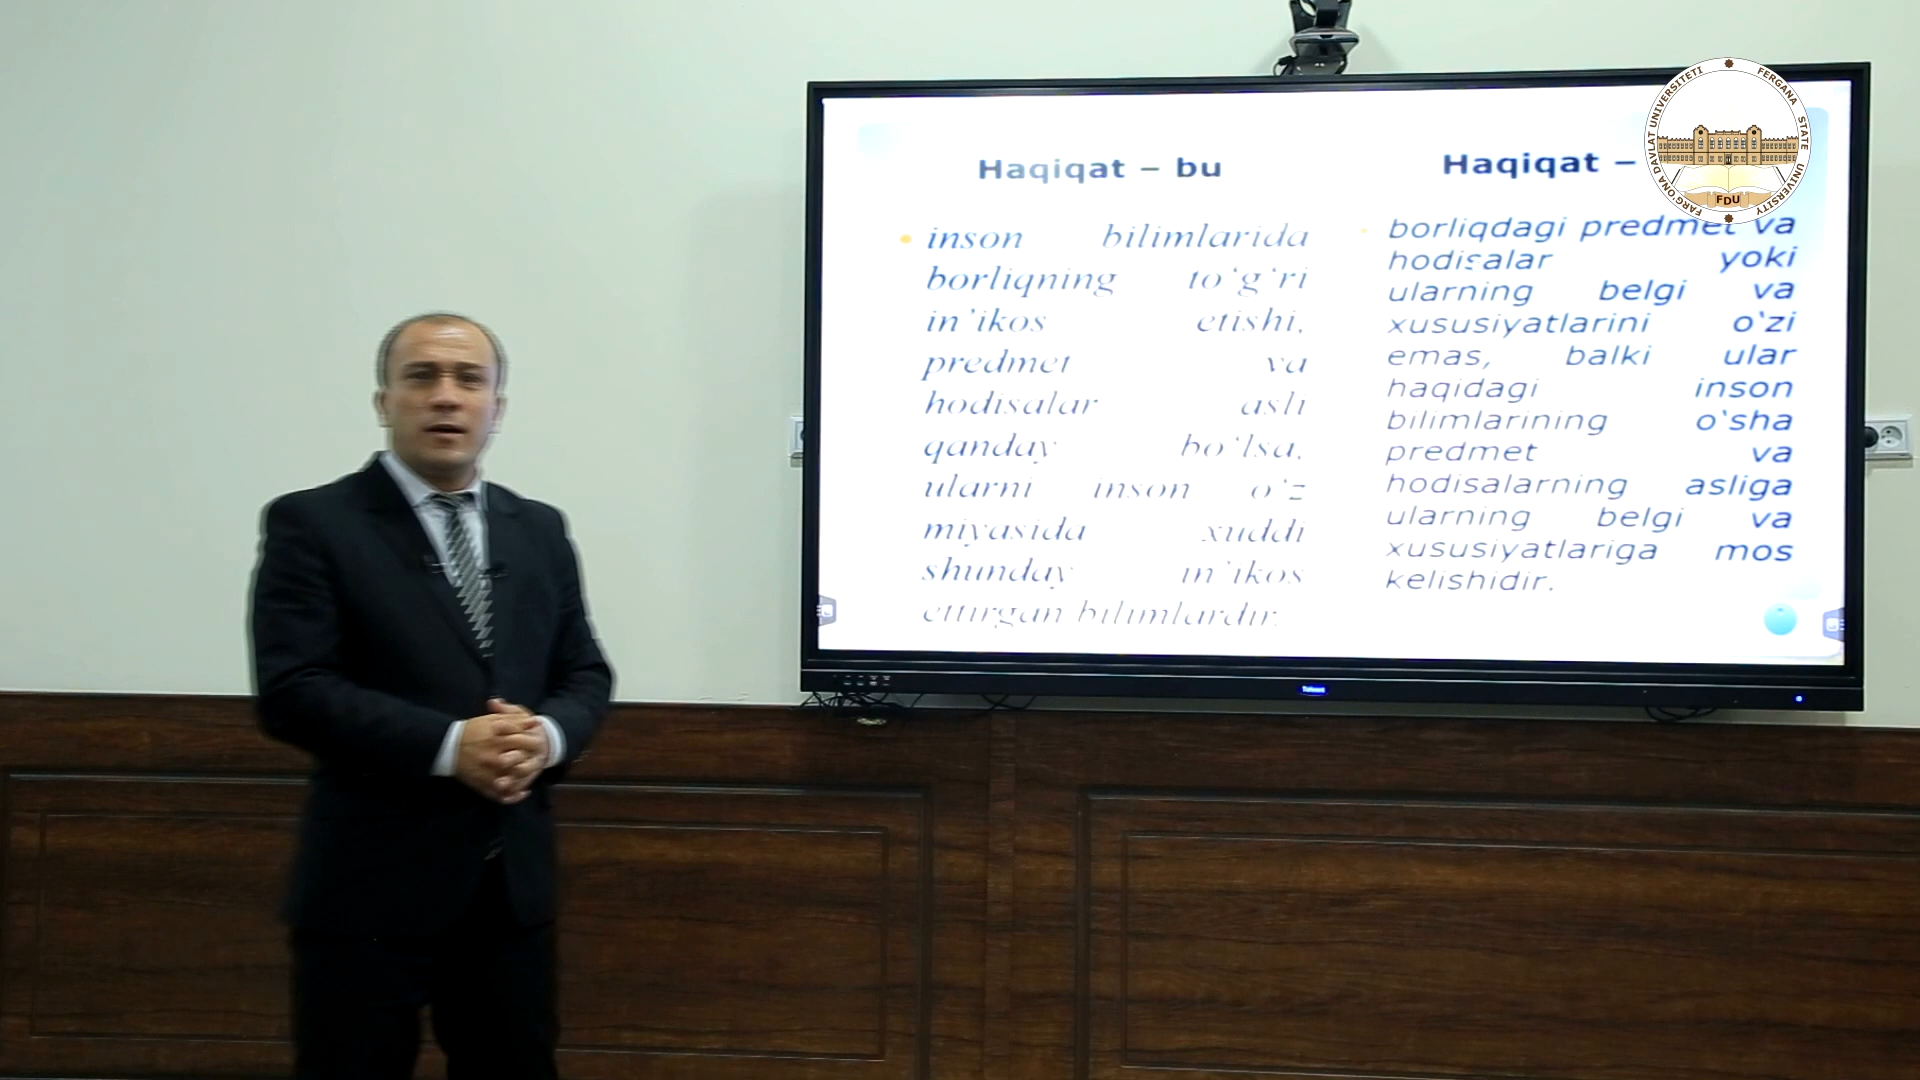 Haqiqat – bu
inson bilimlarida
borliqning to‘g‘ri
in’ikos etishi,
predmet va
hodisalar asli
qanday bo‘lsa,
ularni inson o‘z
miyasida xuddi
shunday in’ikos
ettirgan bilimlardir.
Haqiqat –
borliqdagi predmet va
hodisalar yoki
ularning belgi va
xususiyatlarini o‘zi
emas, balki ular
haqidagi inson
bilimlarining o‘sha
predmet va
hodisalarning asliga
ularning belgi va
xususiyatlariga mos
kelishidir.
FARG'ONA DAVLAT UNIVERSITETI
FERGANA STATE UNIVERSITY
FDU